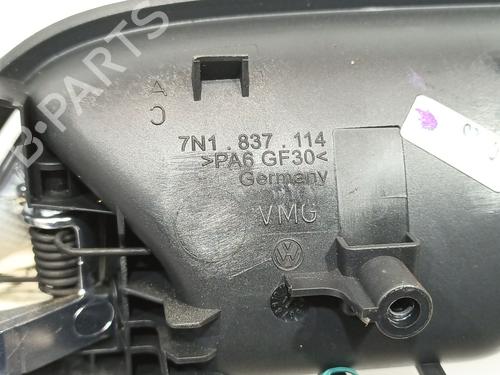 B-PARTS
A
C
7N1.837.114
>PA6 GF30<
Germany
VMG